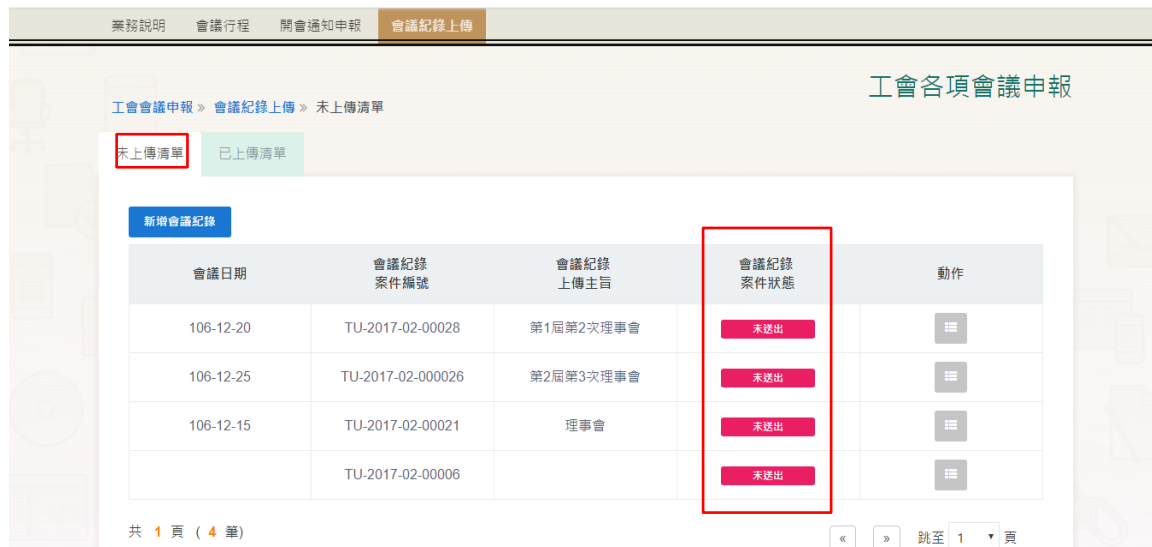 業務說明 會議行程 開會通知申報 會議紀錄上傳
工會各項會議申報
工會會議申報» 會議紀錄上傳» 未上傳清單
未上傳清單 已上傳清單
新增會議紀錄
會議日期 會議紀錄 案件編號 會議紀錄 上傳主旨 會議紀錄 案件狀態 動作
106-12-20 TU-2017-02-00028 第1屆第2次理事會 未送出
106-12-25 TU-2017-02-000026 第2屆第3次理事會 未送出
106-12-15 TU-2017-02-00021 理事會 未送出
TU-2017-02-00006 未送出
共 1 頁 ( 4 筆) « » 跳至 1 頁